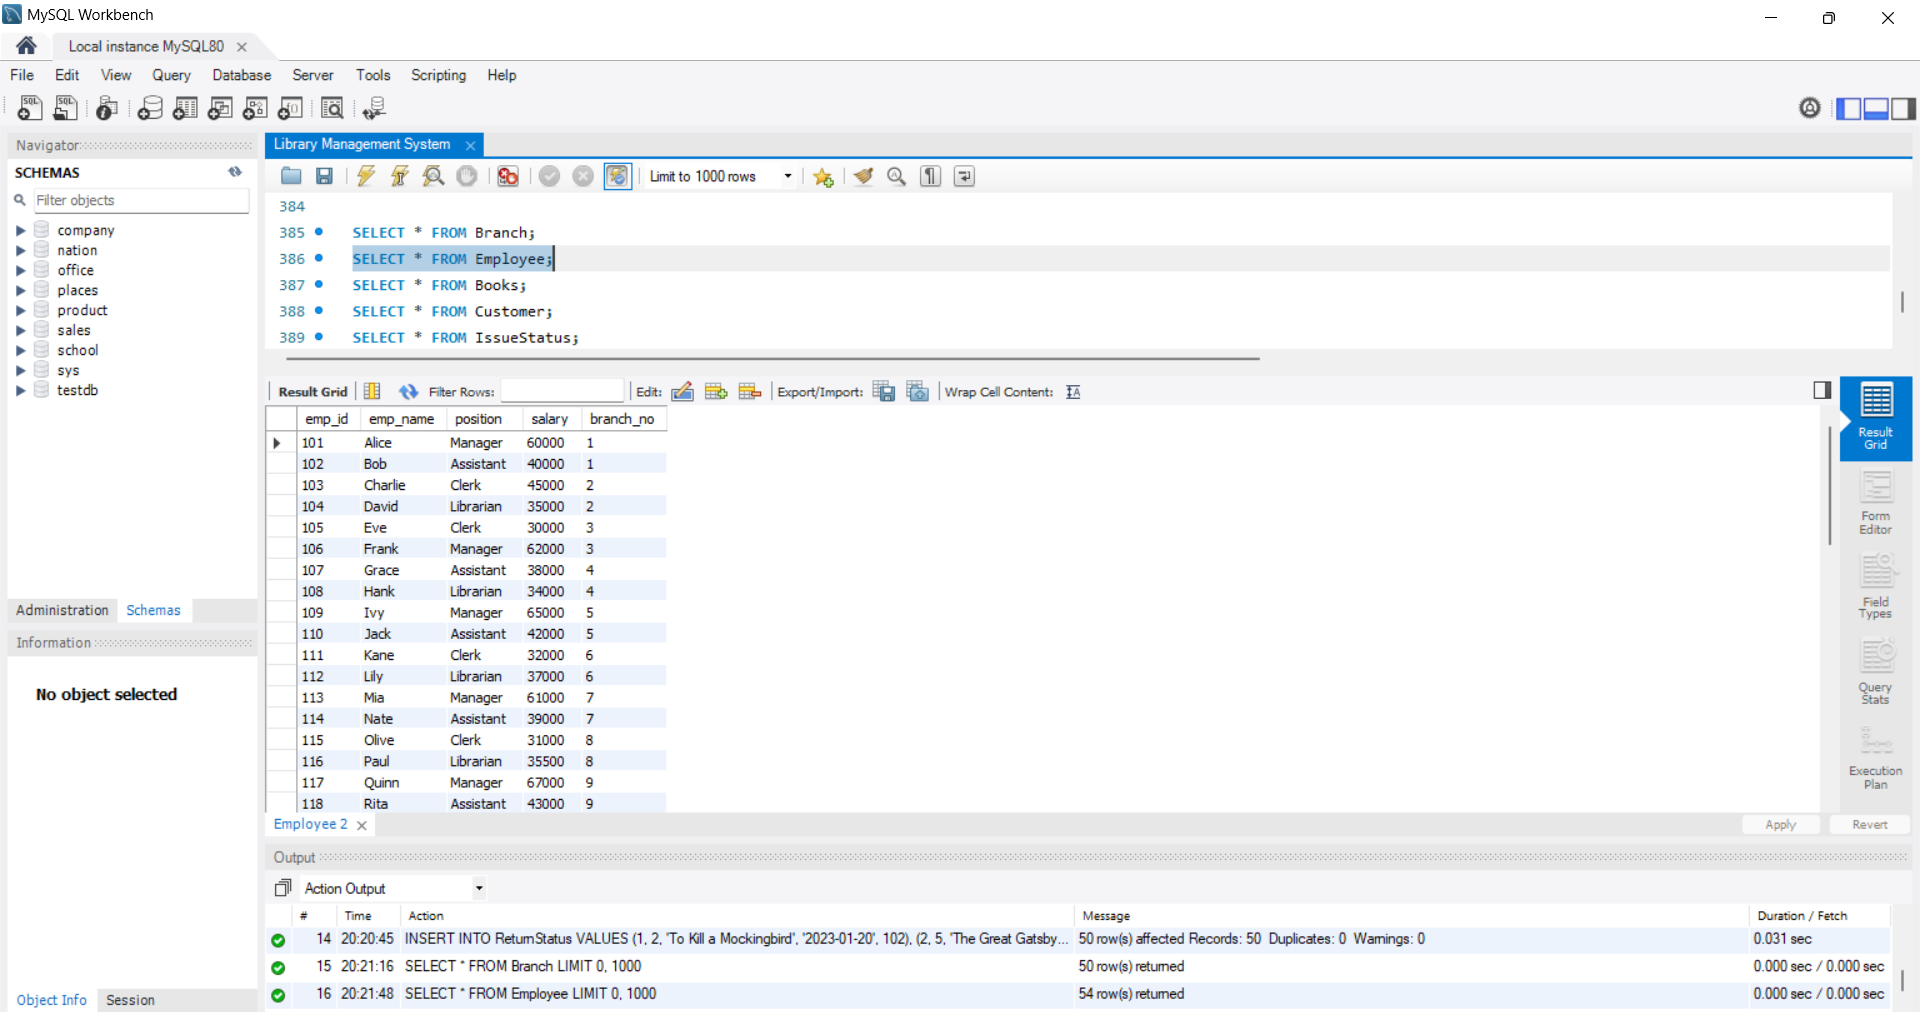 MySQL Workbench
Local instance MySQL80
File Edit View Query Database Server Tools Scripting Help
Navigator
SCHEMAS
Filter objects
company
nation
office
places
product
sales
school
sys
testdb
Administration Schemas
Information
No object selected
Object Info Session
Library Management System
Limit to 1000 rows
384
385 SELECT * FROM Branch;
386 SELECT * FROM Employee;
387 SELECT * FROM Books;
388 SELECT * FROM Customer;
389 SELECT * FROM IssueStatus;
Result Grid Filter Rows: Edit: Export/Import: Wrap Cell Content:
emp_id emp_name position salary branch_no
101 Alice Manager 60000 1
102 Bob Assistant 40000 1
103 Charlie Clerk 45000 2
104 David Librarian 35000 2
105 Eve Clerk 30000 3
106 Frank Manager 62000 3
107 Grace Assistant 38000 4
108 Hank Librarian 34000 4
109 Ivy Manager 65000 5
110 Jack Assistant 42000 5
111 Kane Clerk 32000 6
112 Lily Librarian 37000 6
113 Mia Manager 61000 7
114 Nate Assistant 39000 7
115 Olive Clerk 31000 8
116 Paul Librarian 35500 8
117 Quinn Manager 67000 9
118 Rita Assistant 43000 9
Result
Grid
Form
Editor
Field
Types
Query
Stats
Execution
Plan
Employee 2
Apply Revert
Output
Action Output
# Time Action Message Duration / Fetch
14 20:20:45 INSERT INTO ReturnStatus VALUES (1, 2, 'To Kill a Mockingbird', '2023-01-20', 102), (2, 5, 'The Great Gatsby... 50 row(s) affected Records: 50 Duplicates: 0 Warnings: 0 0.031 sec
15 20:21:16 SELECT * FROM Branch LIMIT 0, 1000 50 row(s) returned 0.000 sec / 0.000 sec
16 20:21:48 SELECT * FROM Employee LIMIT 0, 1000 54 row(s) returned 0.000 sec / 0.000 sec